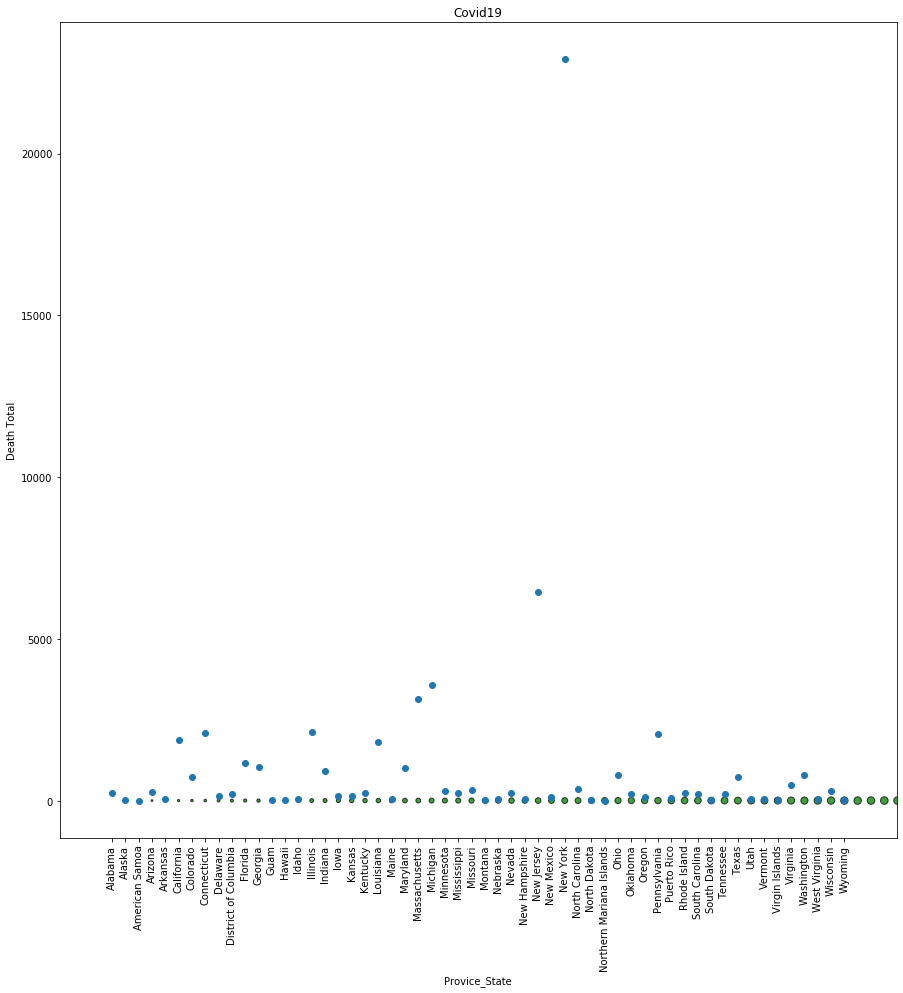 Covid19
Death Total
20000
15000
10000
5000
0
Alabama
Alaska
American Samoa
Arizona
Arkansas
California
Colorado
Connecticut
Delaware
District of Columbia
Florida
Georgia
Guam
Hawaii
Idaho
Illinois
Indiana
Iowa
Kansas
Kentucky
Louisiana
Maine
Maryland
Massachusetts
Michigan
Minnesota
Mississippi
Missouri
Montana
Nebraska
Nevada
New Hampshire
New Jersey
New Mexico
New York
North Carolina
North Dakota
Northern Mariana Islands
Ohio
Oklahoma
Oregon
Pennsylvania
Puerto Rico
Rhode Island
South Carolina
South Dakota
Tennessee
Texas
Utah
Vermont
Virgin Islands
Virginia
Washington
West Virginia
Wisconsin
Wyoming
Provice_State